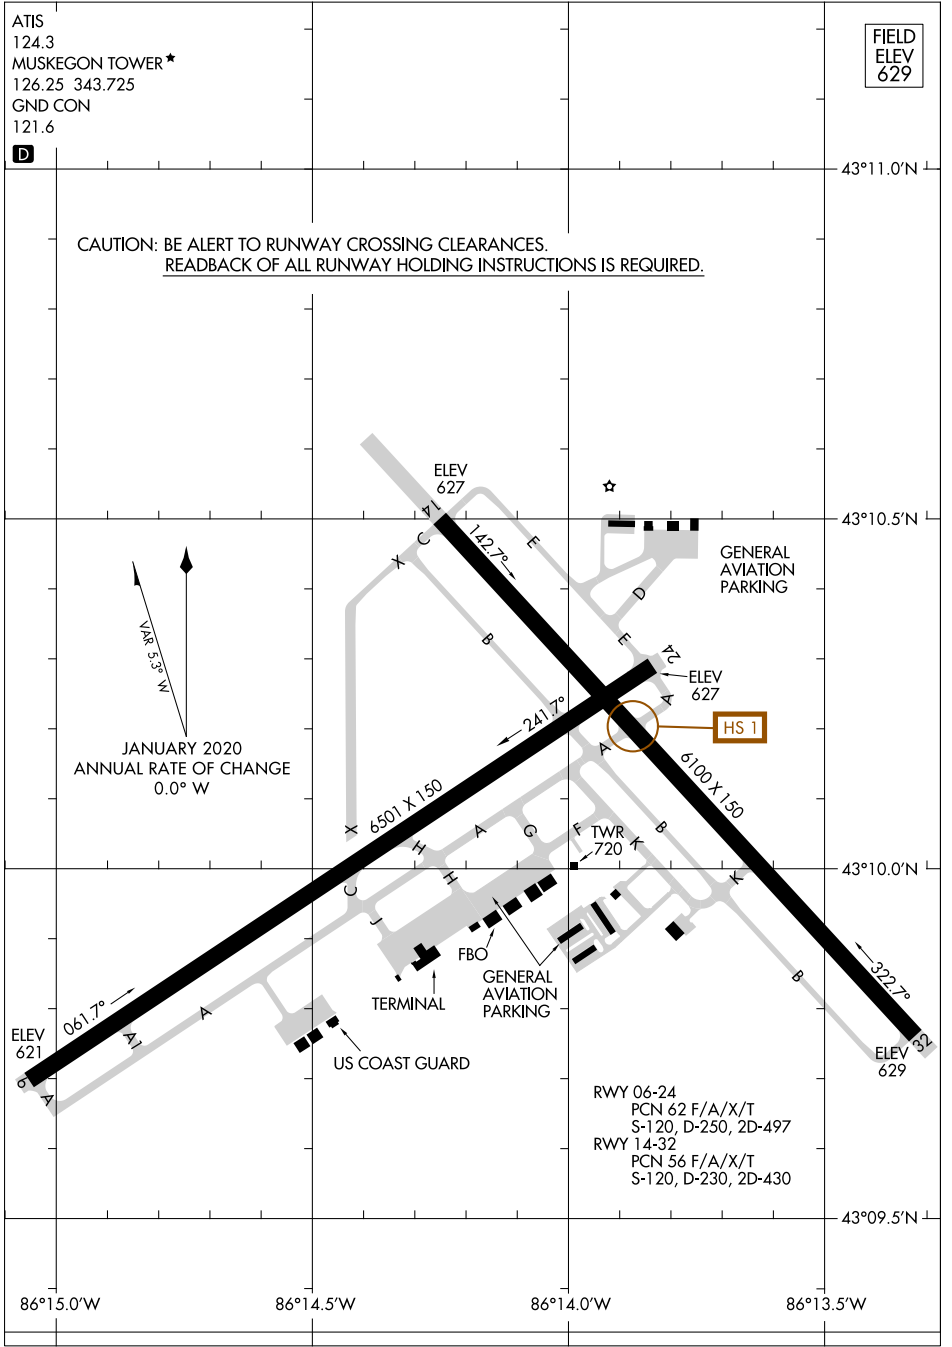 ATIS
124.3
MUSKEGON TOWER★
126.25 343.725
GND CON
121.6
D
FIELD
ELEV
629
43°11.0'N
CAUTION: BE ALERT TO RUNWAY CROSSING CLEARANCES.
READBACK OF ALL RUNWAY HOLDING INSTRUCTIONS IS REQUIRED.
ELEV
627
14
43°10.5'N
C
142.7°
E
X
GENERAL
AVIATION
PARKING
D
B
E
24
VAR 5.3° W
ELEV
627
A
241.7°
HS 1
A
JANUARY 2020
ANNUAL RATE OF CHANGE
0.0° W
6100 X 150
6501 X 150
X
H
A
G
F
K
B
TWR
720
43°10.0'N
C
H
K
J
FBO
GENERAL
AVIATION
PARKING
B
322.7°
TERMINAL
061.7°
A
A1
ELEV
621
US COAST GUARD
32
ELEV
629
6
A
RWY 06-24
PCN 62 F/A/X/T
S-120, D-250, 2D-497
RWY 14-32
PCN 56 F/A/X/T
S-120, D-230, 2D-430
43°09.5'N
86°15.0'W
86°14.5'W
86°14.0'W
86°13.5'W